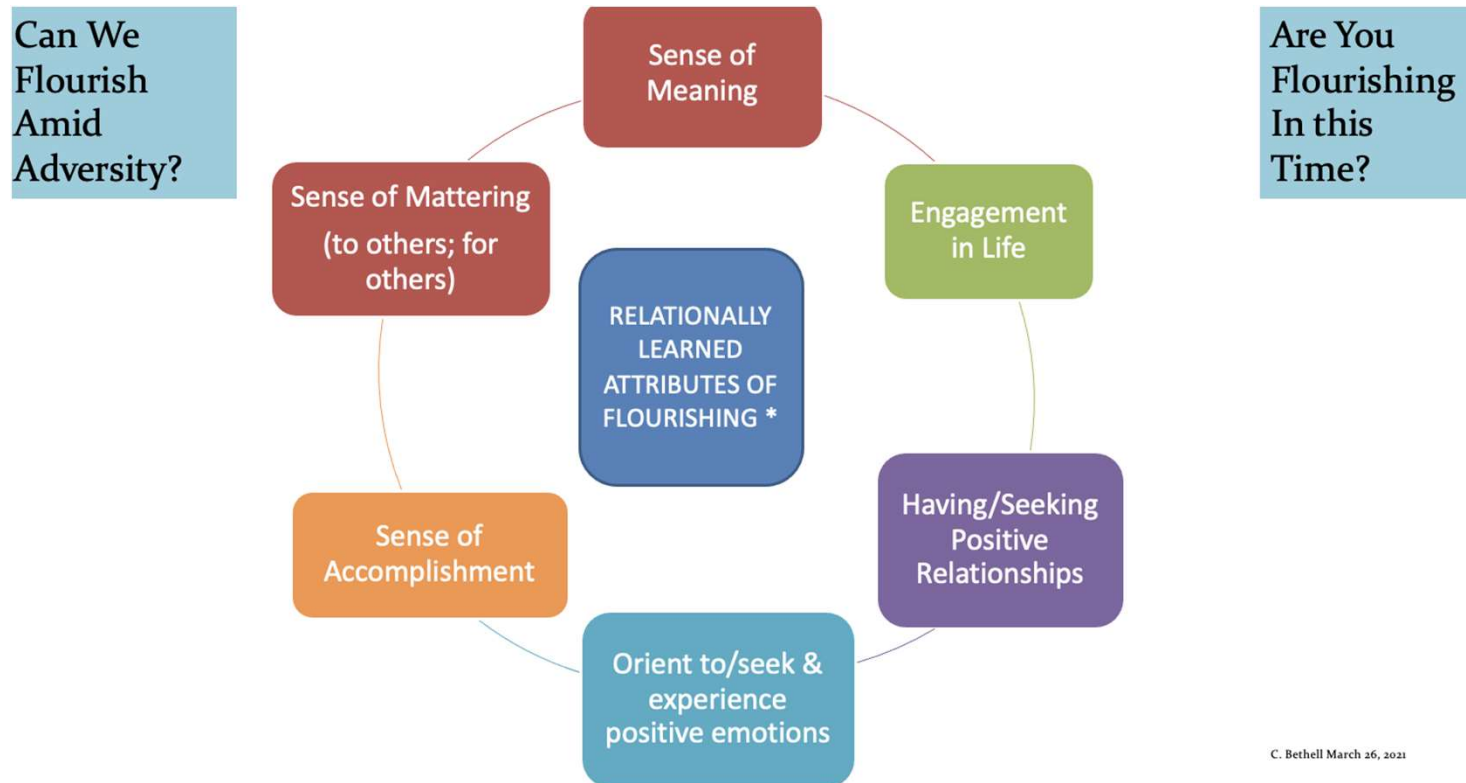 Can We
Flourish
Amid
Adversity?
Are You
Flourishing
In this
Time?
Sense of
Meaning
Engagement
in Life
Having/Seeking
Positive
Relationships
Orient to/seek &
experience
positive emotions
Sense of
Accomplishment
Sense of Mattering
(to others; for
others)
RELATIONALLY
LEARNED
ATTRIBUTES OF
FLOURISHING *
C. Bethell March 26, 2021